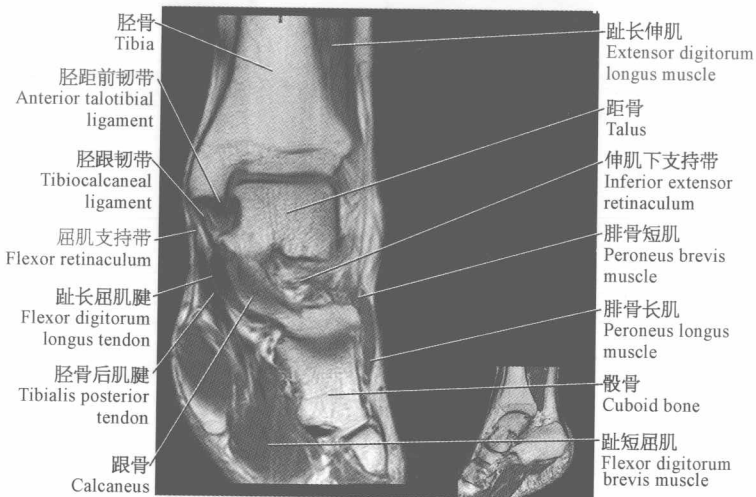 胫骨
Tibia
胫距前韧带
Anterior talotibial
ligament
胫跟韧带
Tibiocalcaneal
ligament
屈肌支持带
Flexor retinaculum
趾长屈肌腱
Flexor digitorum
longus tendon
胫骨后肌腱
Tibialis posterior
tendon
跟骨
Calcaneus
趾长伸肌
Extensor digitorum
longus muscle
距骨
Talus
伸肌下支持带
Inferior extensor
retinaculum
腓骨短肌
Peroneus brevis
muscle
腓骨长肌
Peroneus longus
muscle
骰骨
Cuboid bone
趾短屈肌
Flexor digitorum
brevis muscle